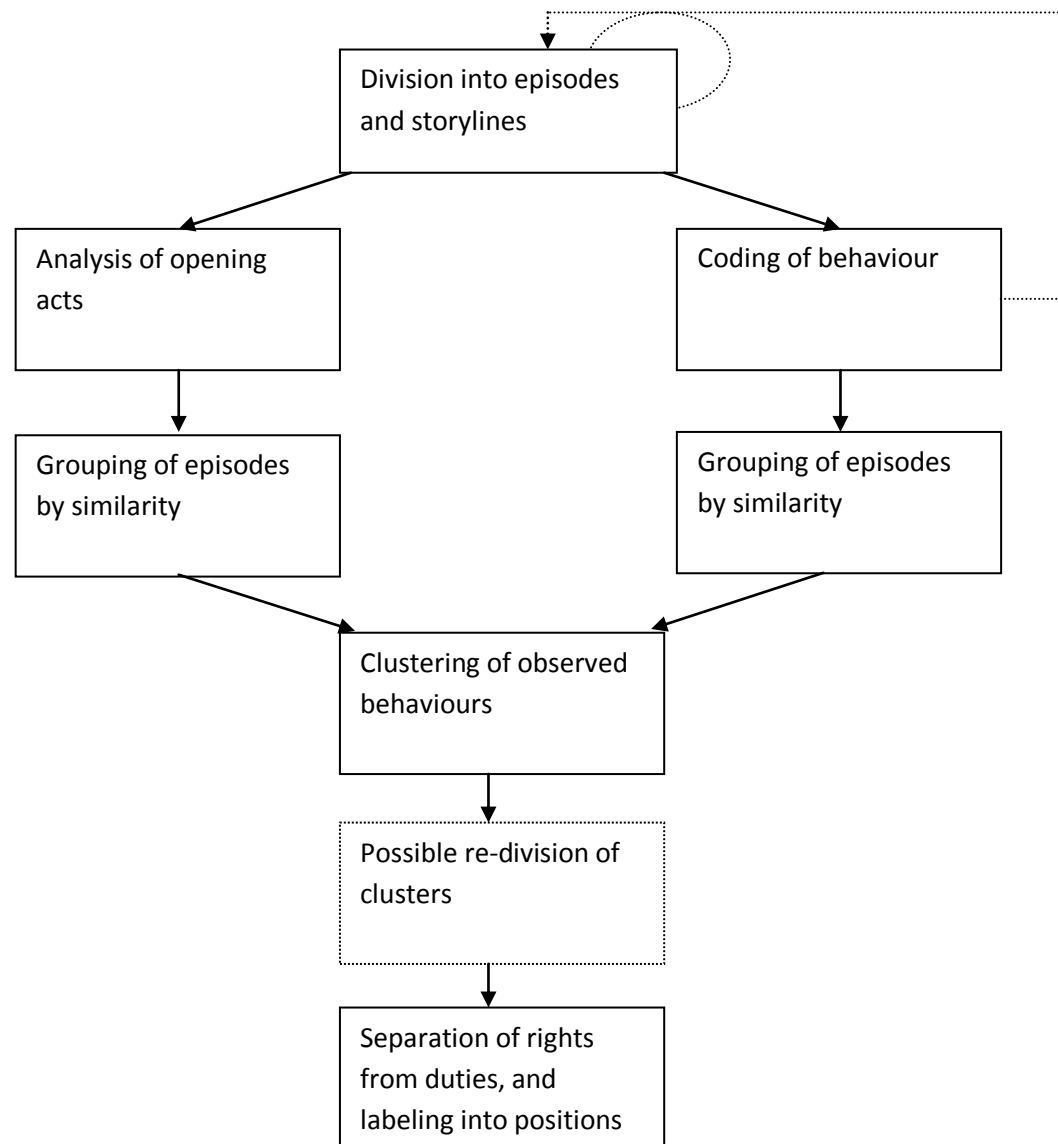 Division into episodes
and storylines
Analysis of opening
acts
Coding of behaviour
Grouping of episodes
by similarity
Grouping of episodes
by similarity
Clustering of observed
behaviours
Possible re-division of
clusters
Separation of rights
from duties, and
labeling into positions